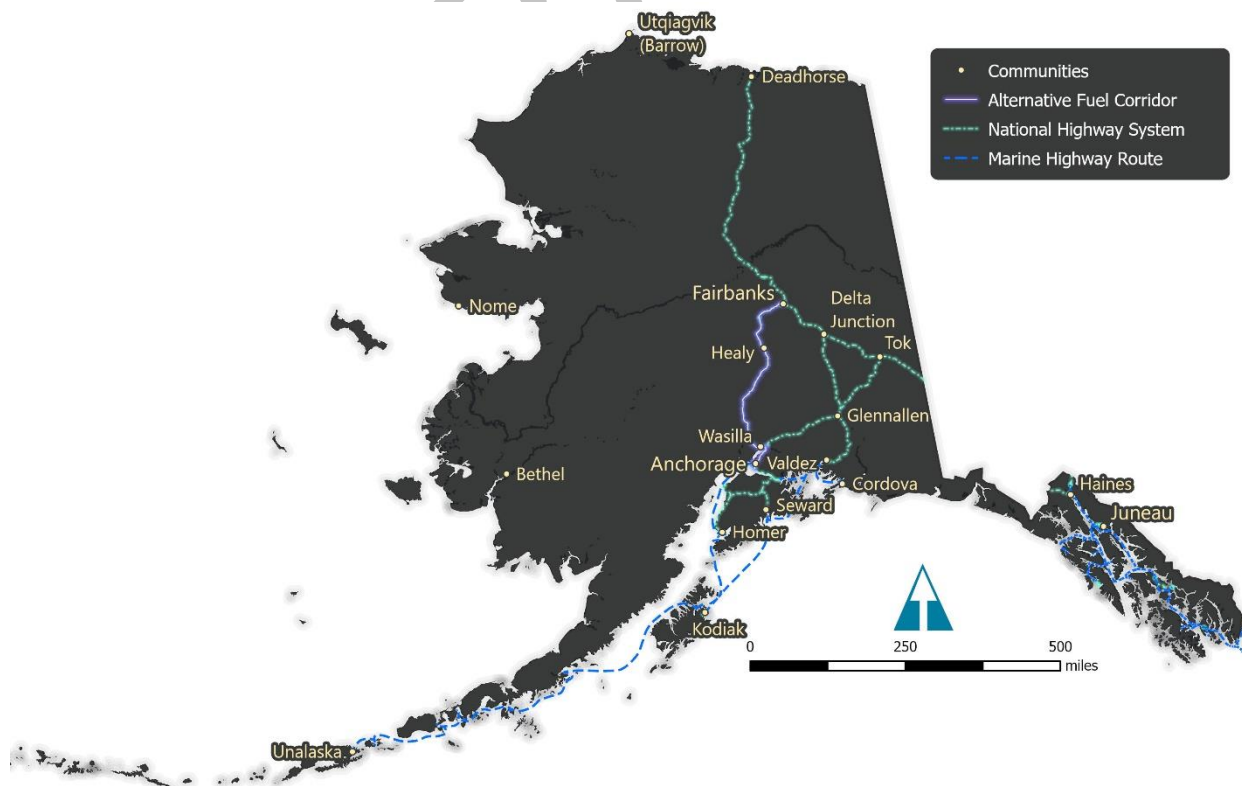 Utqiagvik
(Barrow)
Deadhorse
Communities
Alternative Fuel Corridor
National Highway System
Marine Highway Route
Fairbanks
Delta
Junction
Nome
Healy
Tok
Glennallen
Wasilla
Anchorage
Valdez
Bethel
Cordova
Haines
Seward
Juneau
Homer
Kodiak
0 250 500
miles
Unalaska